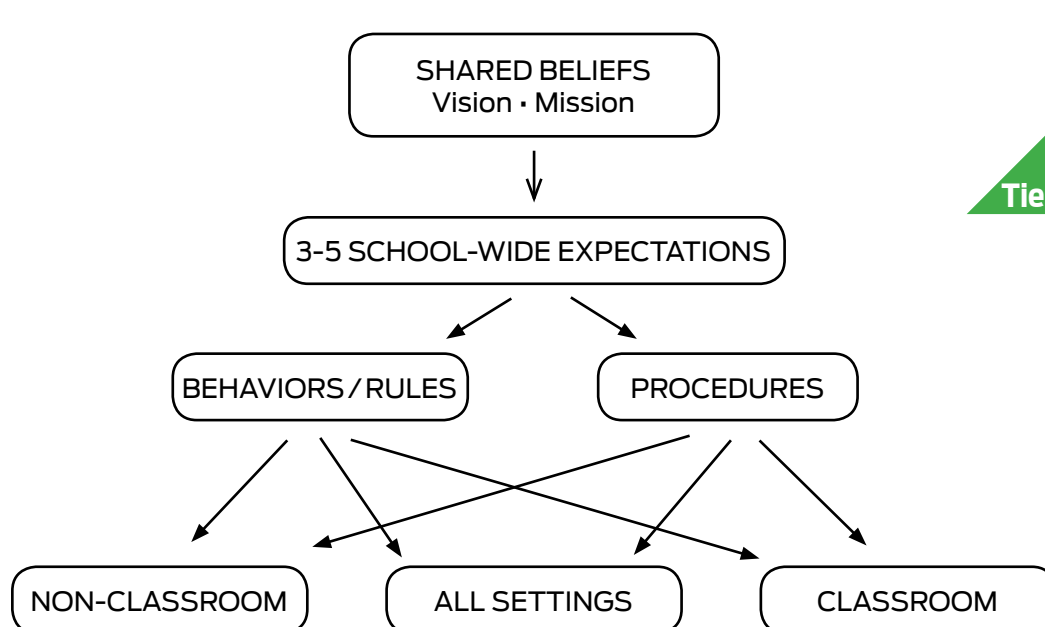 SHARED BELIEFS
Vision · Mission
Tie
3-5 SCHOOL-WIDE EXPECTATIONS
BEHAVIORS / RULES
PROCEDURES
NON-CLASSROOM
ALL SETTINGS
CLASSROOM